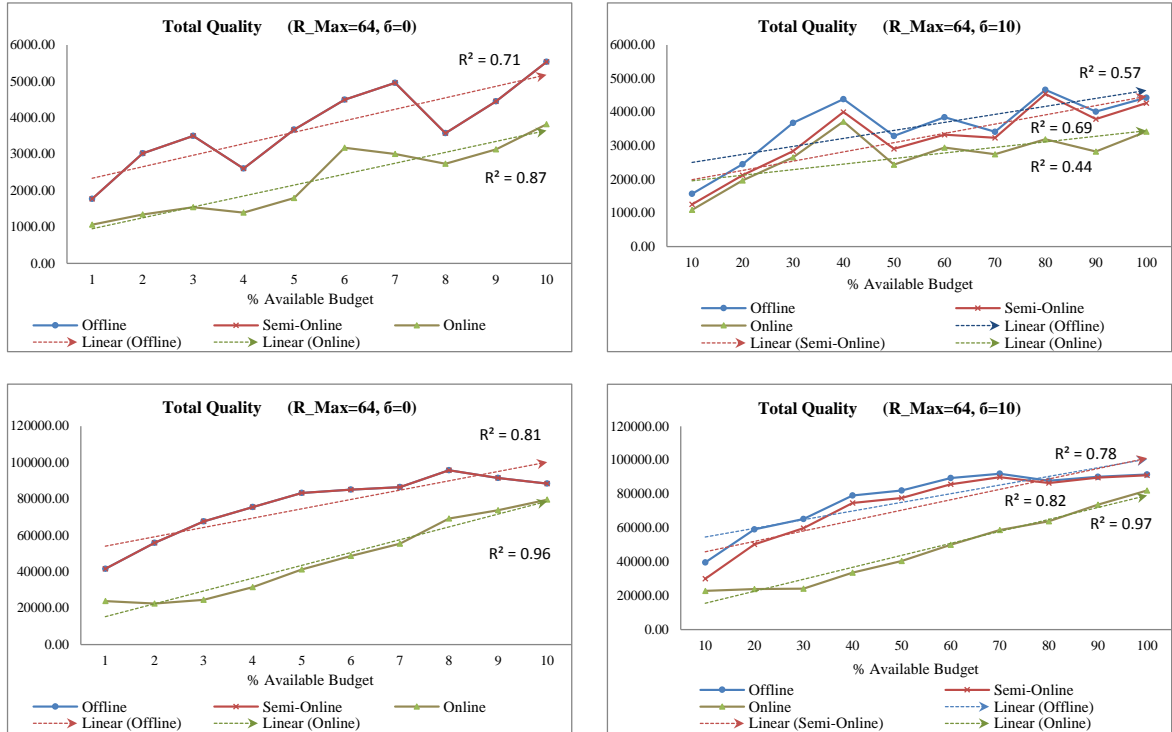 Total Quality (R_Max=64, б=0)
6000.00
5000.00
4000.00
3000.00
2000.00
1000.00
0.00
R² = 0.71
R² = 0.87
1 2 3 4 5 6 7 8 9 10
% Available Budget
Offline Semi-Online Online
Linear (Offline) Linear (Online)
Total Quality (R_Max=64, б=10)
6000.00
5000.00
4000.00
3000.00
2000.00
1000.00
0.00
R² = 0.57
R² = 0.69
R² = 0.44
10 20 30 40 50 60 70 80 90 100
% Available Budget
Offline Semi-Online
Online Linear (Offline)
Linear (Semi-Online) Linear (Online)
Total Quality (R_Max=64, б=0)
120000.00
100000.00
80000.00
60000.00
40000.00
20000.00
0.00
R² = 0.81
R² = 0.96
1 2 3 4 5 6 7 8 9 10
% Available Budget
Offline Semi-Online Online
Linear (Offline) Linear (Online)
Total Quality (R_Max=64, б=10)
120000.00
100000.00
80000.00
60000.00
40000.00
20000.00
0.00
R² = 0.78
R² = 0.82
R² = 0.97
10 20 30 40 50 60 70 80 90 100
% Available Budget
Offline Semi-Online
Online Linear (Offline)
Linear (Semi-Online) Linear (Online)